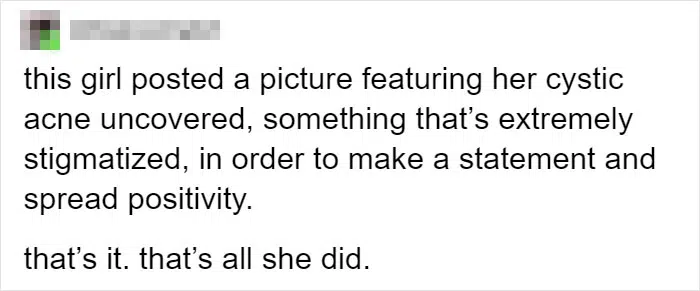 this girl posted a picture featuring her cystic
acne uncovered, something that’s extremely
stigmatized, in order to make a statement and
spread positivity.
that’s it. that’s all she did.